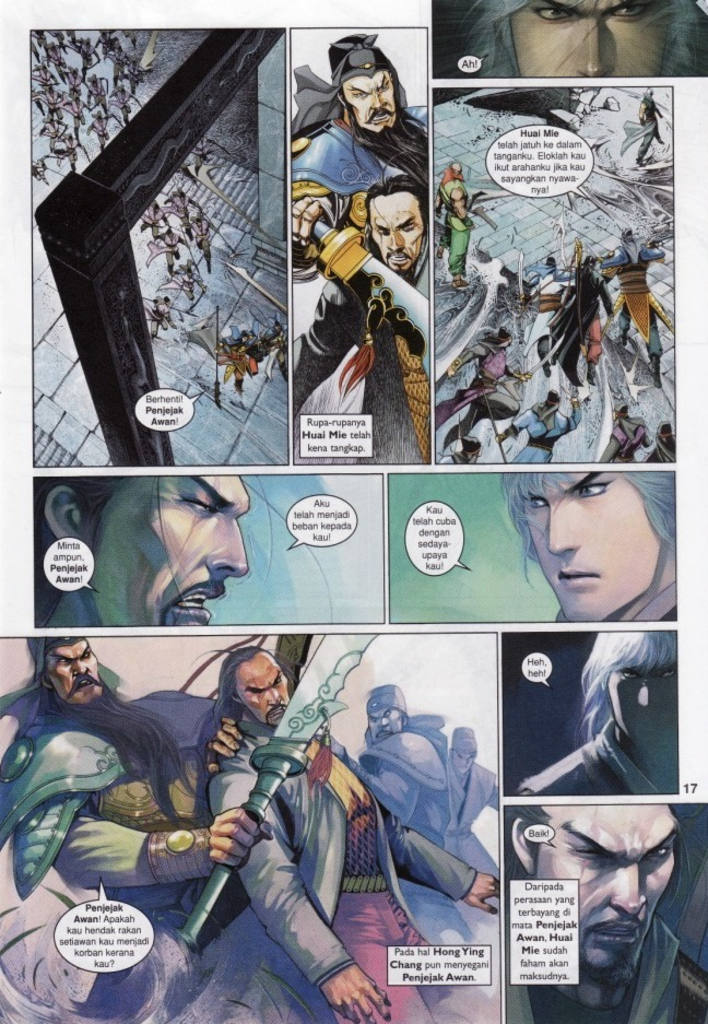 Ah!
Berhenti!
Penjejak
Awan!
Rupa-rupanya
Huai Mie telah
kena tangkap.
Huai Mie
telah jatuh ke dalam
tanganku. Eloklah kau
ikut arahanku jika kau
sayangkan nyawa-
nya!
Minta
ampun,
Penjejak
Awan!
Aku
telah menjadi
beban kepada
kau!
Kau
telah cuba
dengan
sedaya-
upaya
kau!
Penjejak
Awan! Apakah
kau hendak rakan
setiawan kau menjadi
korban kerana
kau?
Pada hal Hong Ying
Chang pun menyegani
Penjejak Awan.
Heh,
heh!
17
Baik!
Daripada
perasaan yang
terbayang di
mata Penjejak
Awan, Huai
Mie sudah
faham akan
maksudnya.